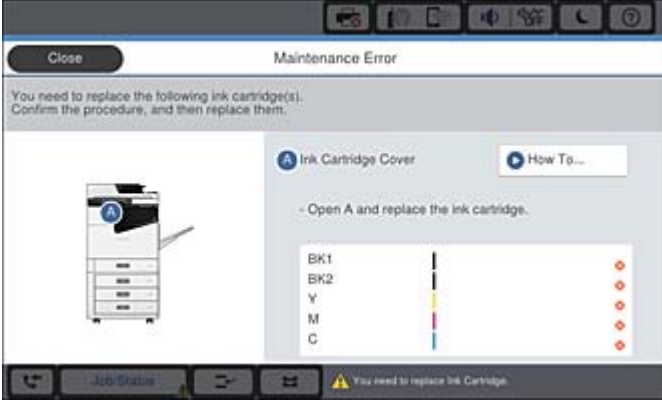 Close
Maintenance Error
You need to replace the following ink cartridge(s).
Confirm the procedure, and then replace them.
A Ink Cartridge Cover
How To...
A
- Open A and replace the ink cartridge.
BK1
BK2
Y
M
C
Job/Status
You need to replace Ink Cartridge.